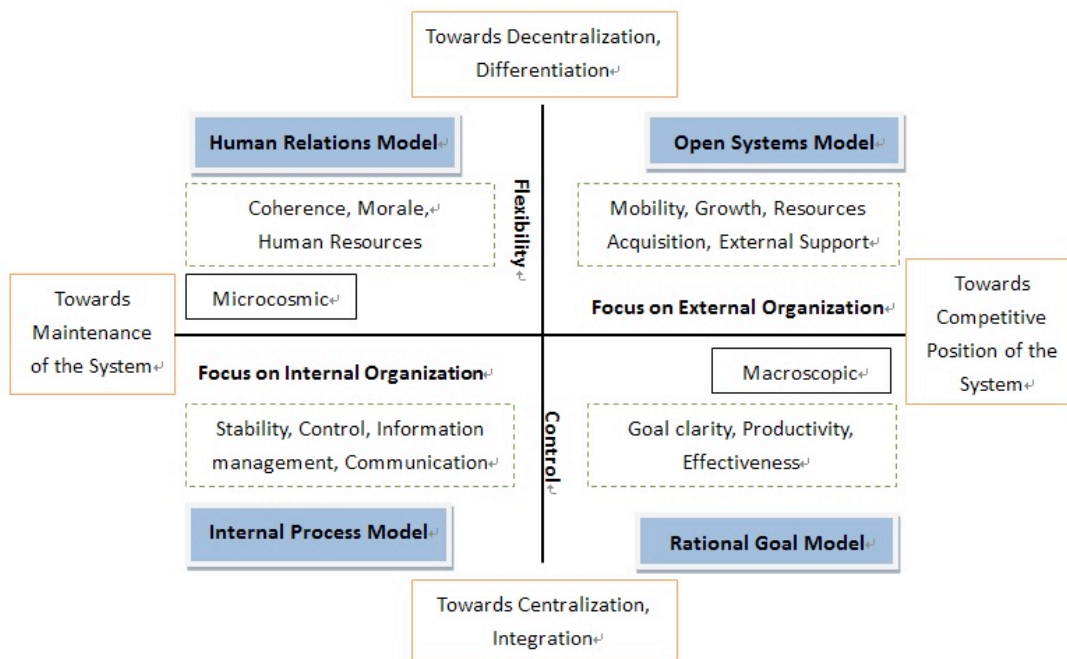 Towards Decentralization,
Differentiation↵
Human Relations Model↵
Open Systems Model↵
Flexibility↵
Coherence, Morale,↵
Human Resources
Mobility, Growth, Resources
Acquisition, External Support↵
Towards
Maintenance
of the System↵
Microcosmic↵
Focus on External Organization↵
Towards
Competitive
Position of the
System↵
Focus on Internal Organization↵
Macroscopic↵
Control↵
Stability, Control, Information
management, Communication↵
Goal clarity, Productivity,
Effectiveness↵
Internal Process Model↵
Rational Goal Model↵
Towards Centralization,
Integration↵